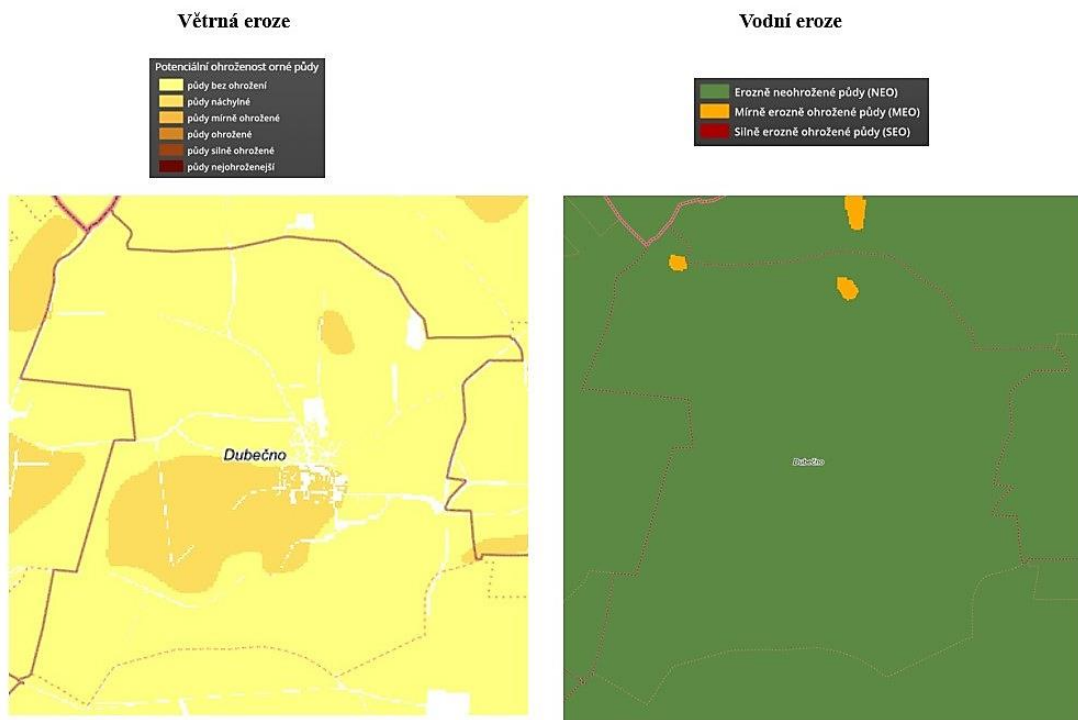 Větrná eroze
Potenciální ohroženost orné půdy
půdy bez ohrožení
půdy náchylné
půdy mírně ohrožené
půdy ohrožené
půdy silně ohrožené
půdy nejohroženější
Dubečno
Vodní eroze
Erozně neohrožené půdy (NEO)
Mírně erozně ohrožené půdy (MEO)
Silně erozně ohrožené půdy (SEO)
Dubečno